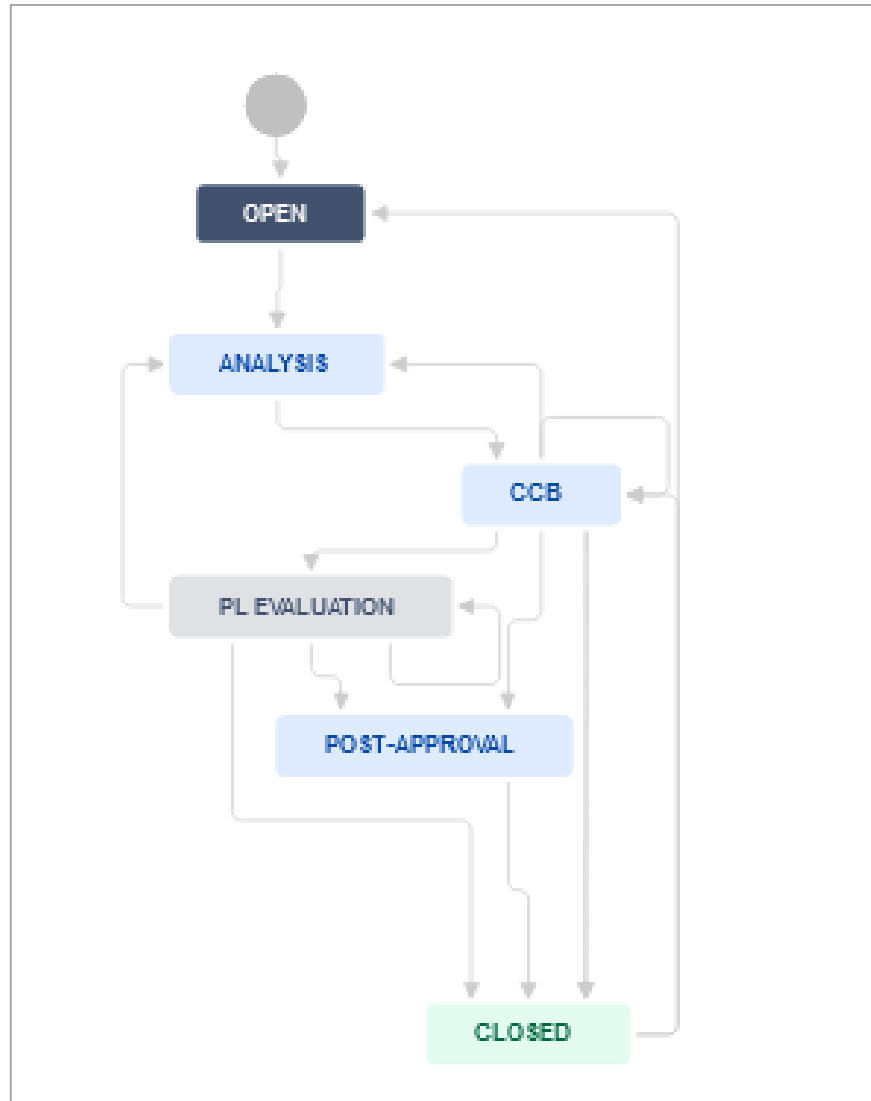 OPEN
ANALYSIS
CCB
PL EVALUATION
POST-APPROVAL
CLOSED